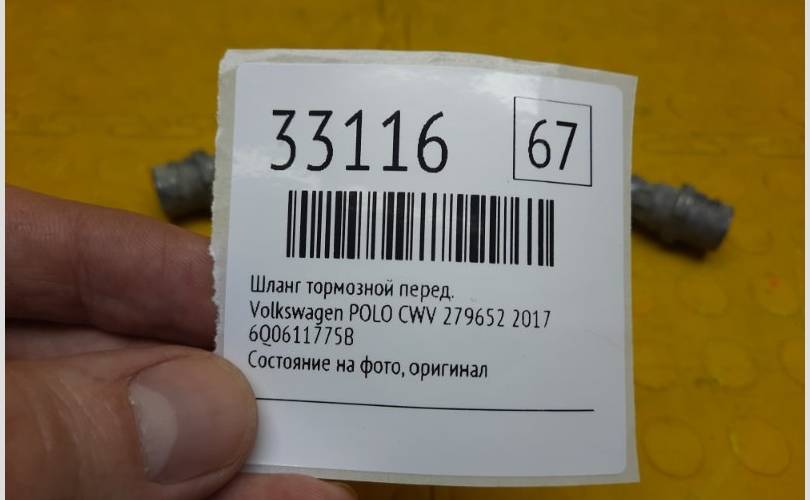 33116
67
Шланг тормозной перед.
Volkswagen POLO CWV 279652 2017
6Q0611775B
Состояние на фото, оригинал